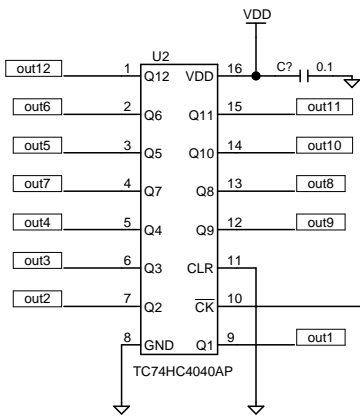 VDD
U2
C? 0.1
out12 1 Q12 VDD 16
out6 2 Q6 Q11 15 out11
out5 3 Q5 Q10 14 out10
out7 4 Q7 Q8 13 out8
out4 5 Q4 Q9 12 out9
out3 6 Q3 CLR 11
out2 7 Q2 CK 10
8 GND Q1 9 out1
TC74HC4040AP